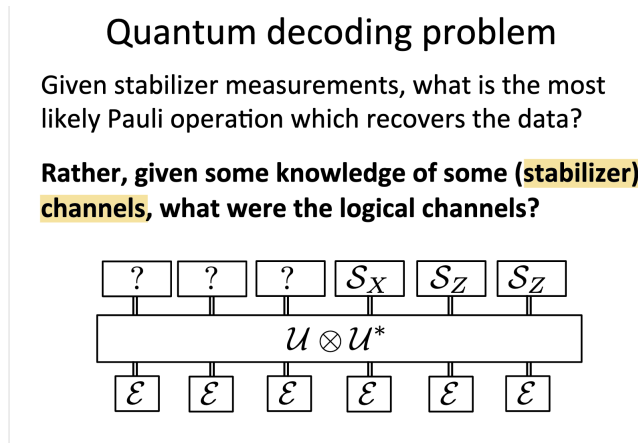 Quantum decoding problem
Given stabilizer measurements, what is the most
likely Pauli operation which recovers the data?
Rather, given some knowledge of some (stabilizer)
channels, what were the logical channels?
? ? ? 𝒮_X 𝒮_Z 𝒮_Z
𝒰 ⊗ 𝒰*
ℰ ℰ ℰ ℰ ℰ ℰ